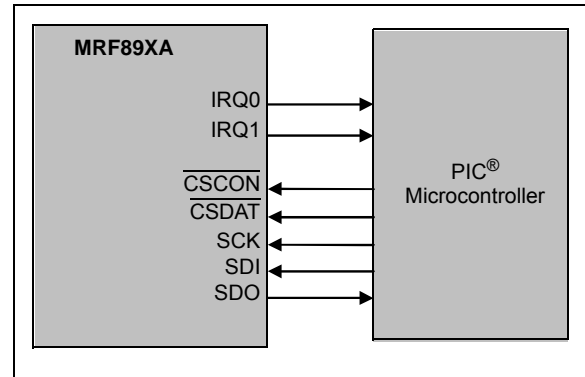 MRF89XA
IRQ0
IRQ1
CSCON
CSDAT
SCK
SDI
SDO
PIC®
Microcontroller